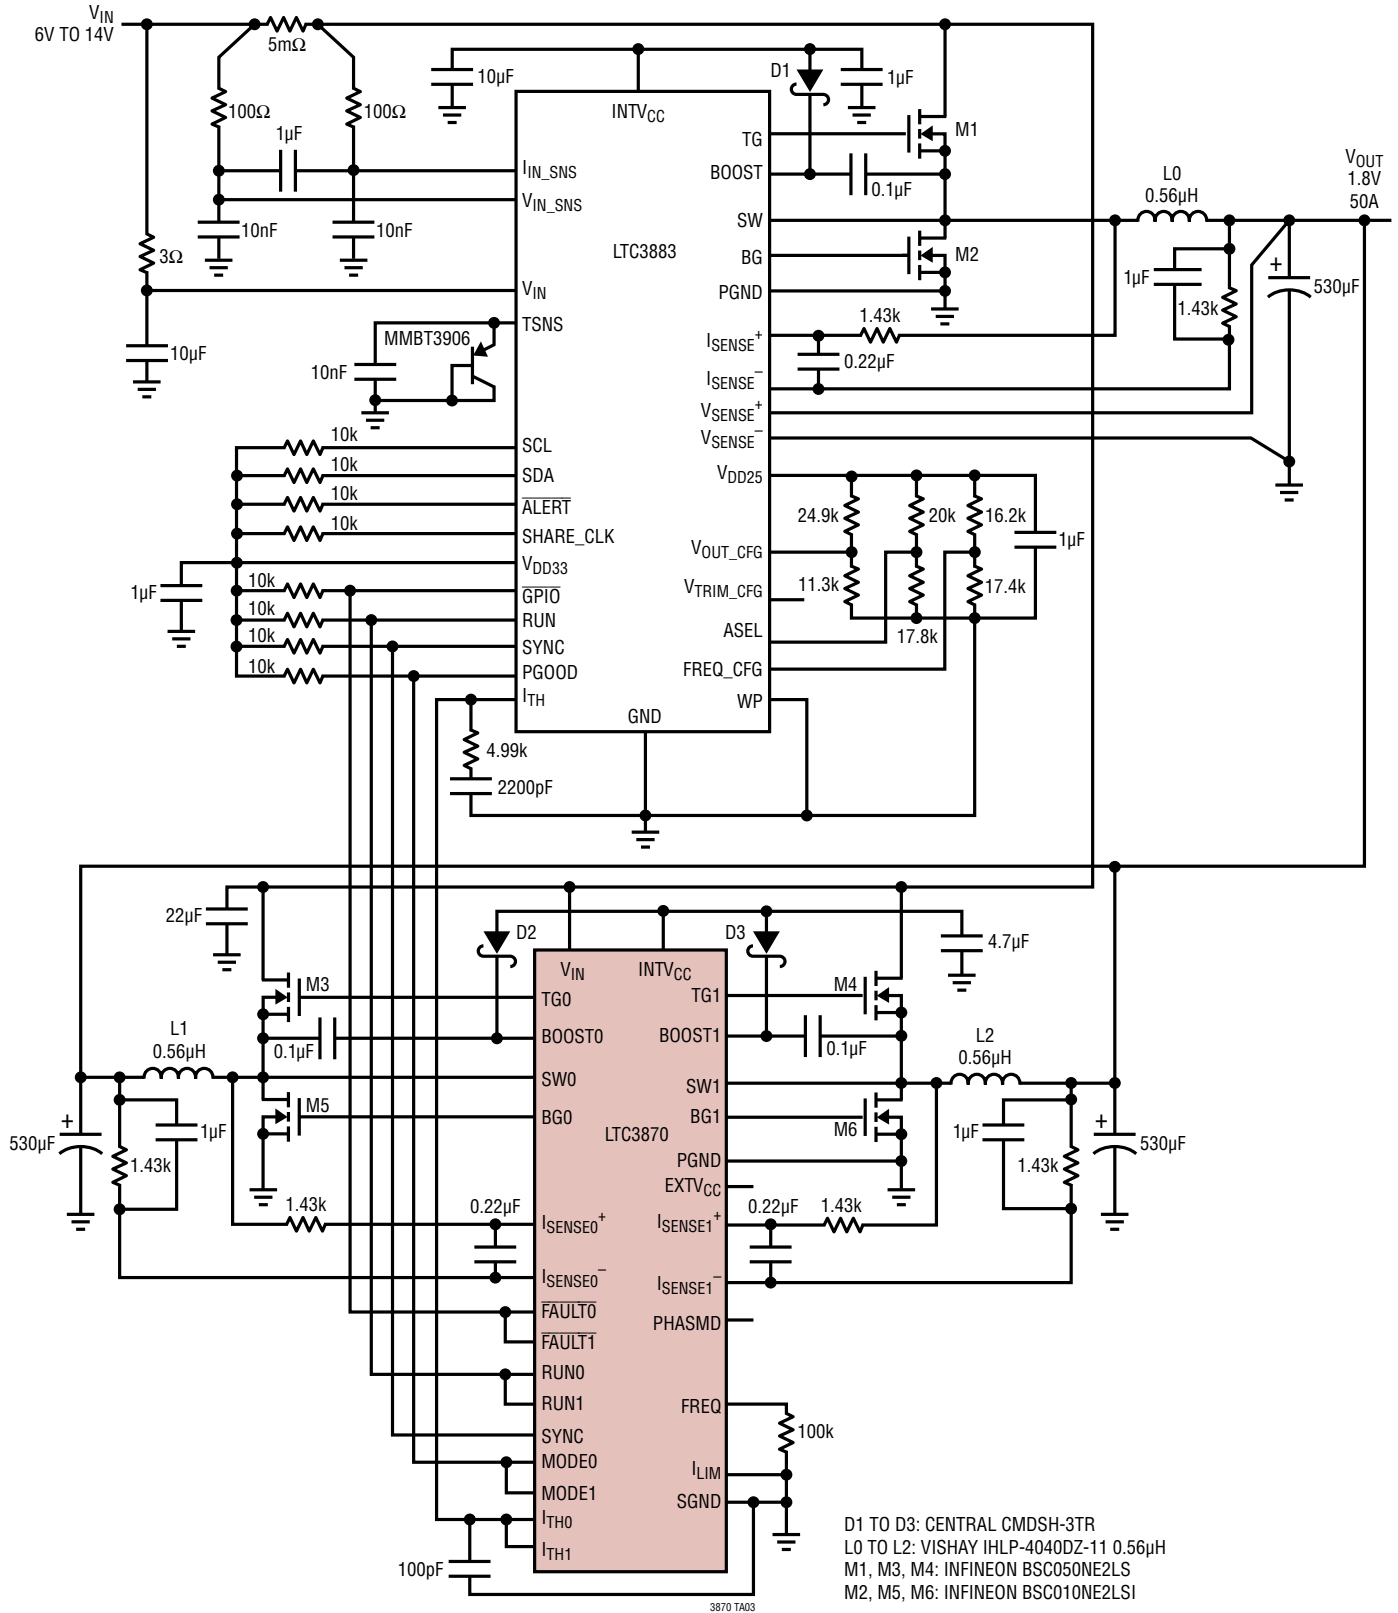 VIN
6V TO 14V
5mΩ
100Ω
100Ω
1µF
10nF
10nF
3Ω
10µF
10µF
INTVCC
D1
1µF
TG
M1
BOOST
0.1µF
IIN_SNS
VIN_SNS
LTC3883
SW
BG
M2
PGND
L0
0.56µH
VOUT
1.8V
50A
1µF
1.43k
530µF
+
VIN
TSNS
MMBT3906
10nF
ISENSE+
1.43k
0.22µF
ISENSE–
VSENSE+
VSENSE–
10k
SCL
10k
SDA
10k
ALERT
10k
SHARE_CLK
VDD33
1µF
10k
GPIO
10k
RUN
10k
SYNC
10k
PGOOD
ITH
VDD25
24.9k
20k
16.2k
1µF
VOUT_CFG
11.3k
17.4k
VTRIM_CFG
17.8k
ASEL
FREQ_CFG
WP
GND
4.99k
2200pF
22µF
D2
D3
4.7µF
VIN
INTVCC
M3
TG0
TG1
M4
BOOST0
BOOST1
0.1µF
0.1µF
L1
0.56µH
L2
0.56µH
SW0
SW1
M5
BG0
BG1
M6
LTC3870
PGND
EXTVCC
+
530µF
1.43k
1µF
1µF
1.43k
+
530µF
1.43k
0.22µF
ISENSE0+
ISENSE1+
0.22µF
1.43k
ISENSE0–
ISENSE1–
FAULT0
FAULT1
PHASMD
RUN0
RUN1
FREQ
100k
SYNC
MODE0
MODE1
ILIM
SGND
ITH0
ITH1
100pF
D1 TO D3: CENTRAL CMDSH-3TR
L0 TO L2: VISHAY IHLP-4040DZ-11 0.56µH
M1, M3, M4: INFINEON BSC050NE2LS
M2, M5, M6: INFINEON BSC010NE2LSI
3870 TA03